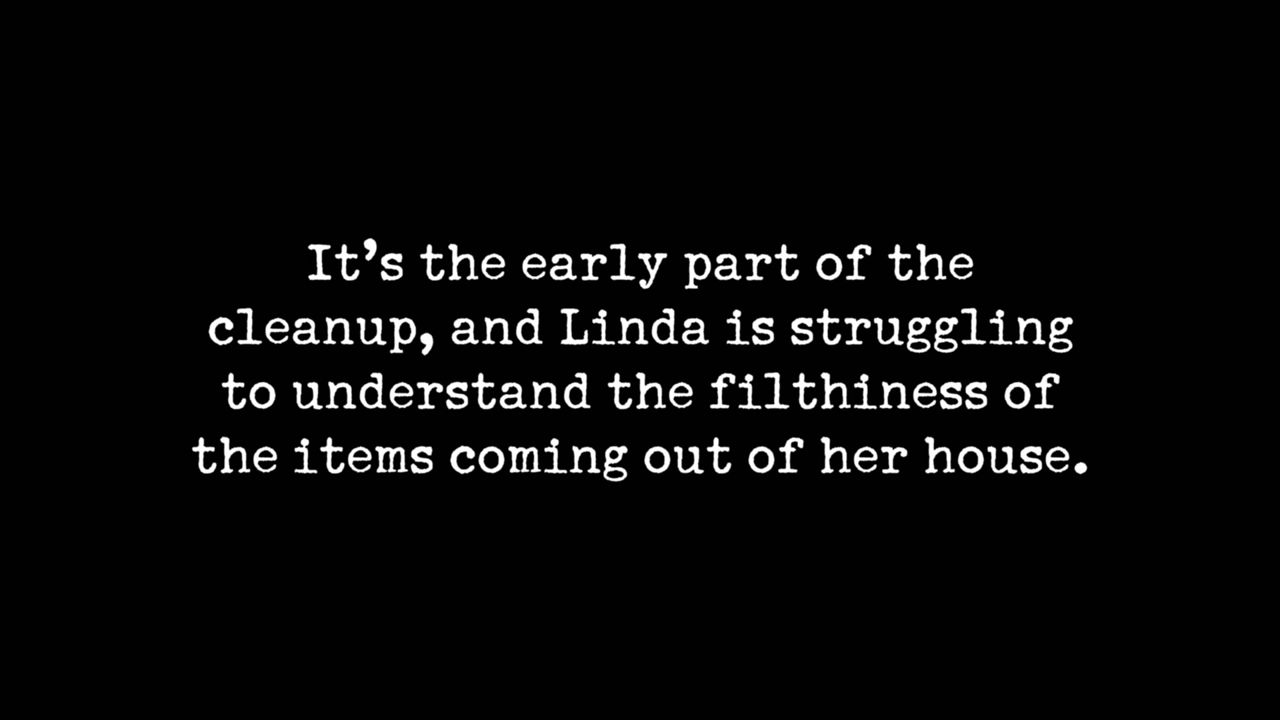 It’s the early part of the
cleanup, and Linda is struggling
to understand the filthiness of
the items coming out of her house.